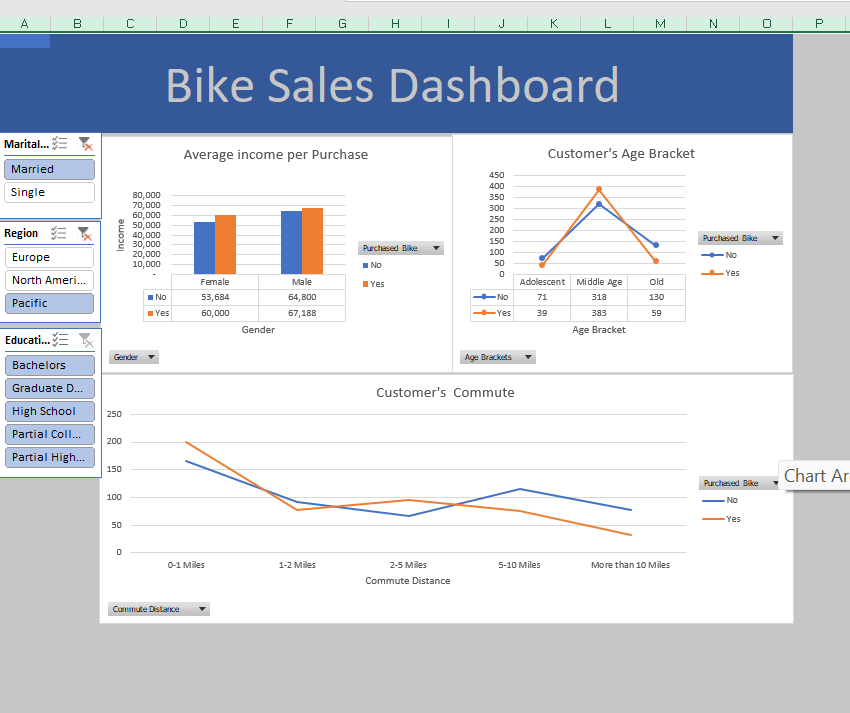 A B C D E F G H I J K L M N O P
Bike Sales Dashboard
Marital...
Married
Single
Region
Europe
North Ameri...
Pacific
Educati...
Bachelors
Graduate D...
High School
Partial Coll...
Partial High...
Average income per Purchase
Income
80,000
70,000
60,000
50,000
40,000
30,000
20,000
10,000
-
Female Male
No 53,684 64,800
Yes 60,000 67,188
Gender
Purchased Bike
No
Yes
Gender
Customer's Age Bracket
450
400
350
300
250
200
150
100
50
0
Adolescent Middle Age Old
No 71 318 130
Yes 39 383 59
Age Bracket
Purchased Bike
No
Yes
Age Brackets
Customer's Commute
250
200
150
100
50
0
0-1 Miles 1-2 Miles 2-5 Miles 5-10 Miles More than 10 Miles
Commute Distance
Purchased Bike
No
Yes
Commute Distance
Chart Ar